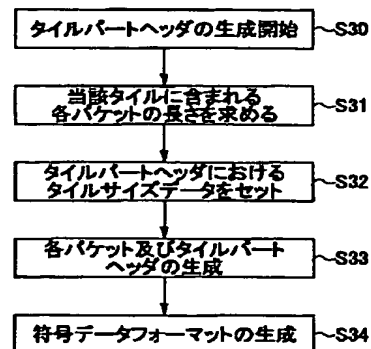 タイルパートヘッダの生成開始 ~S30
当該タイルに含まれる
各パケットの長さを求める ~S31
タイルパートヘッダにおける
タイルサイズデータをセット ~S32
各パケット及びタイルパート
ヘッダの生成 ~S33
符号データフォーマットの生成 ~S34